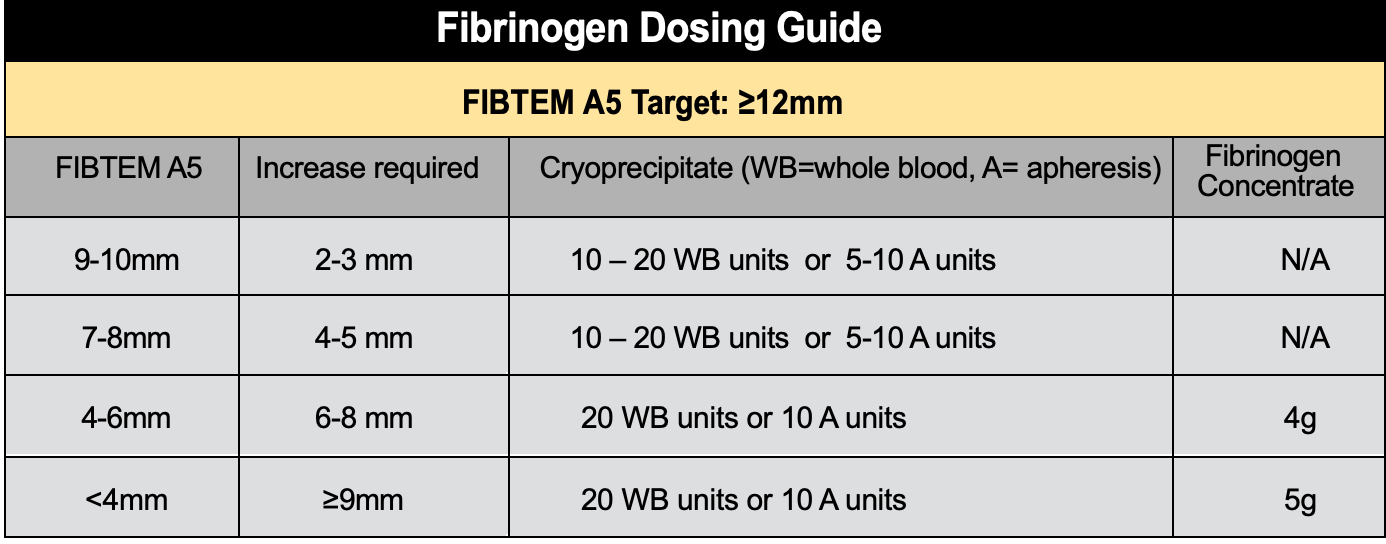 Fibrinogen Dosing Guide
FIBTEM A5 Target: ≥12mm
FIBTEM A5 Increase required Cryoprecipitate (WB=whole blood, A= apheresis) Fibrinogen
Concentrate
9-10mm 2-3 mm 10 – 20 WB units or 5-10 A units N/A
7-8mm 4-5 mm 10 – 20 WB units or 5-10 A units N/A
4-6mm 6-8 mm 20 WB units or 10 A units 4g
<4mm ≥9mm 20 WB units or 10 A units 5g